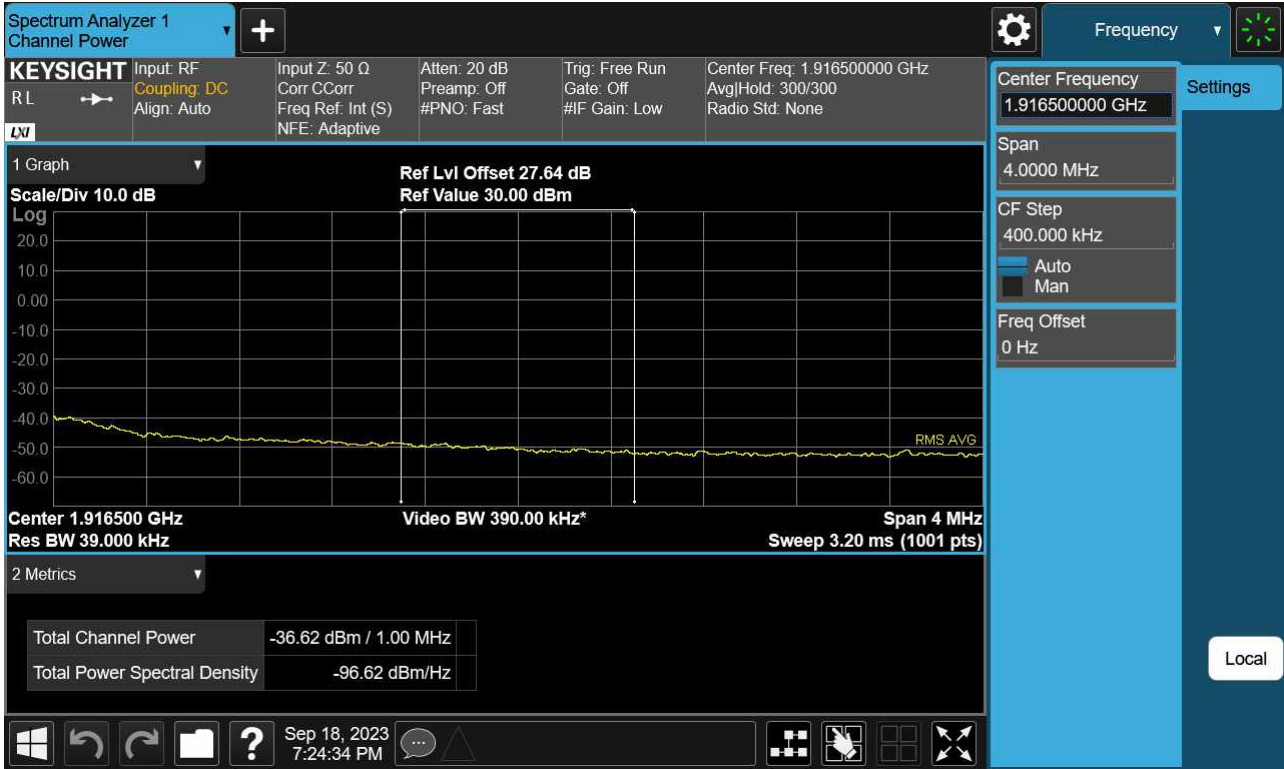 Spectrum Analyzer 1
Channel Power
+
Frequency
KEYSIGHT
R L
LXI
Input: RF
Coupling: DC
Align: Auto
Input Z: 50 Ω
Corr CCorr
Freq Ref: Int (S)
NFE: Adaptive
Atten: 20 dB
Preamp: Off
#PNO: Fast
Trig: Free Run
Gate: Off
#IF Gain: Low
Center Freq: 1.916500000 GHz
Avg|Hold: 300/300
Radio Std: None
Center Frequency
1.916500000 GHz
Settings
Span
4.0000 MHz
CF Step
400.000 kHz
Auto
Man
Freq Offset
0 Hz
Local
1 Graph
Ref Lvl Offset 27.64 dB
Scale/Div 10.0 dB
Ref Value 30.00 dBm
Log
20.0
10.0
0.00
-10.0
-20.0
-30.0
-40.0
-50.0
-60.0
RMS AVG
Center 1.916500 GHz
Video BW 390.00 kHz*
Span 4 MHz
Res BW 39.000 kHz
Sweep 3.20 ms (1001 pts)
2 Metrics
Total Channel Power -36.62 dBm / 1.00 MHz
Total Power Spectral Density -96.62 dBm/Hz
?
Sep 18, 2023
7:24:34 PM